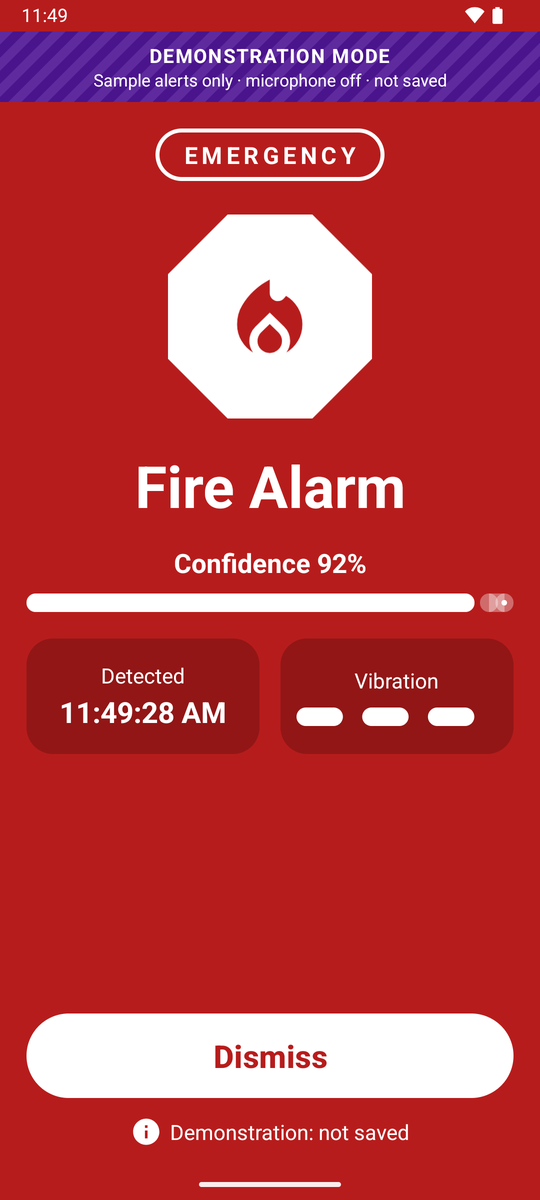 11:49
DEMONSTRATION MODE
Sample alerts only · microphone off · not saved
EMERGENCY
Fire Alarm
Confidence 92%
Detected
11:49:28 AM
Vibration
Dismiss
Demonstration: not saved